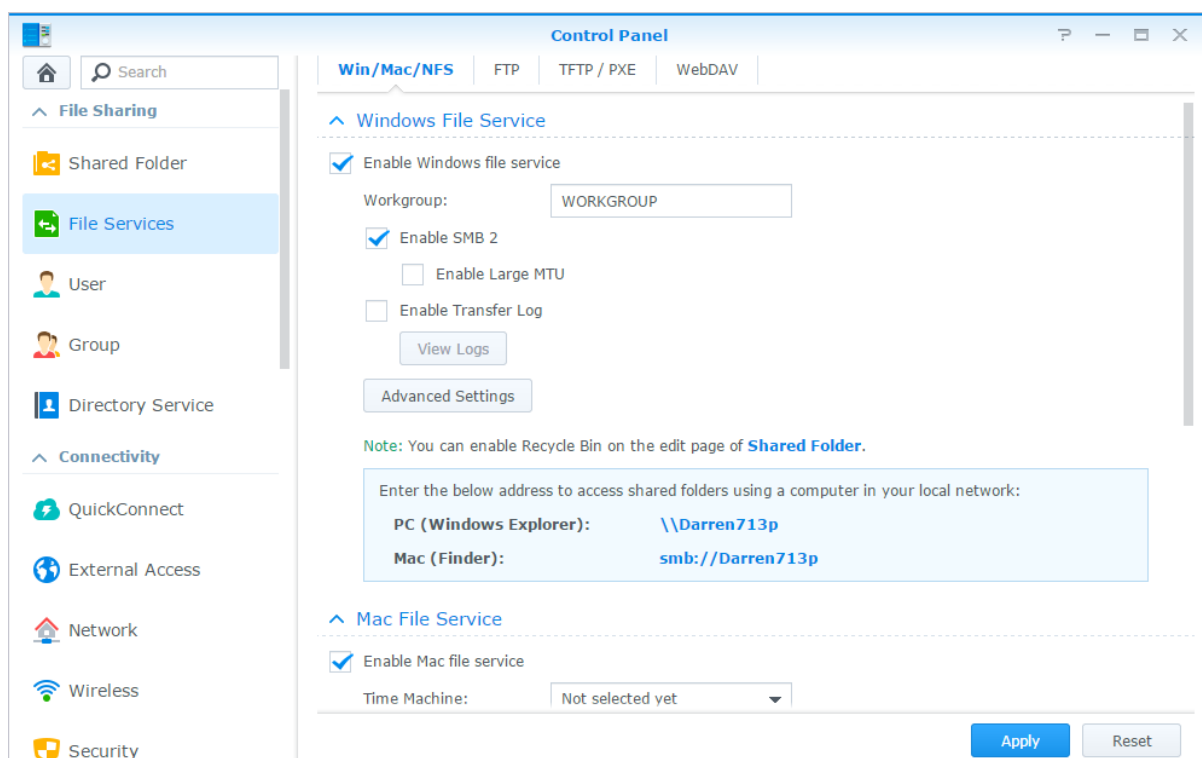 Control Panel
Search
Win/Mac/NFS FTP TFTP / PXE WebDAV
File Sharing
Shared Folder
File Services
User
Group
Directory Service
Connectivity
QuickConnect
External Access
Network
Wireless
Security
Windows File Service
Enable Windows file service
Workgroup: WORKGROUP
Enable SMB 2
Enable Large MTU
Enable Transfer Log
View Logs
Advanced Settings
Note: You can enable Recycle Bin on the edit page of Shared Folder.
Enter the below address to access shared folders using a computer in your local network:
PC (Windows Explorer): \\Darren713p
Mac (Finder): smb://Darren713p
Mac File Service
Enable Mac file service
Time Machine: Not selected yet
Apply Reset